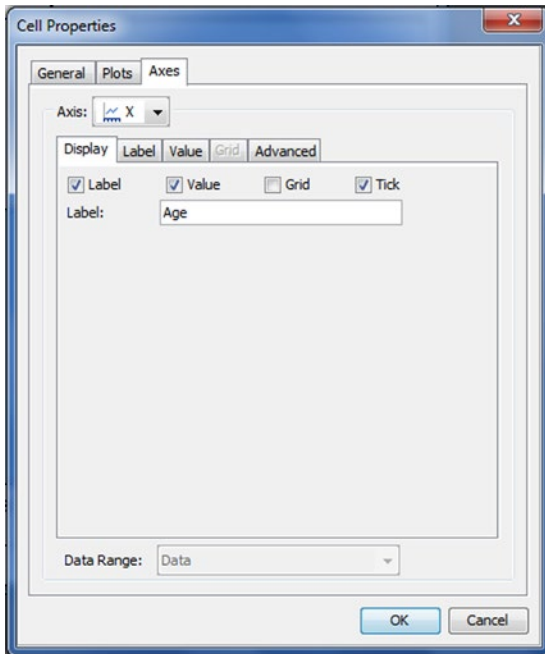 Cell Properties
General Plots Axes
Axis: X
Display Label Value Grid Advanced
Label Value Grid Tick
Label: Age
Data Range: Data
OK Cancel